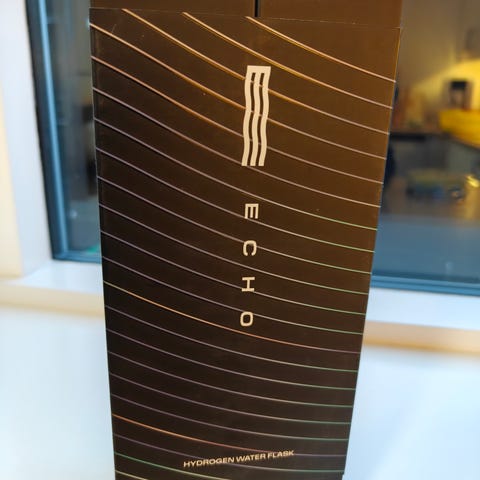 ECHO
HYDROGEN WATER FLASK